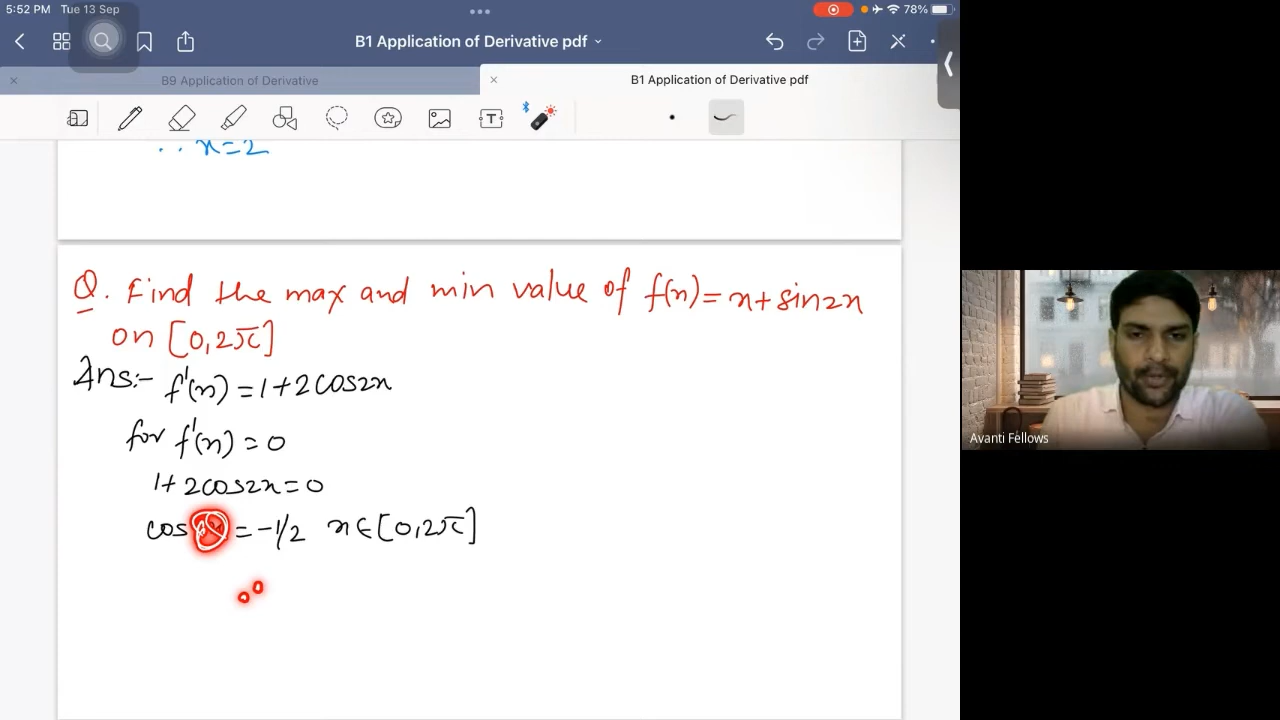 5:52 PM Tue 13 Sep 78%
B1 Application of Derivative pdf
B9 Application of Derivative
B1 Application of Derivative pdf
T
∴ x=2
Q. Find the max and min value of f(x)=x+sin2x
on [0,2π]
Ans:- f'(x)=1+2cos2x
for f'(x)=0
1+2cos2x=0
cos =-1/2 x∈[0,2π]
Avanti Fellows